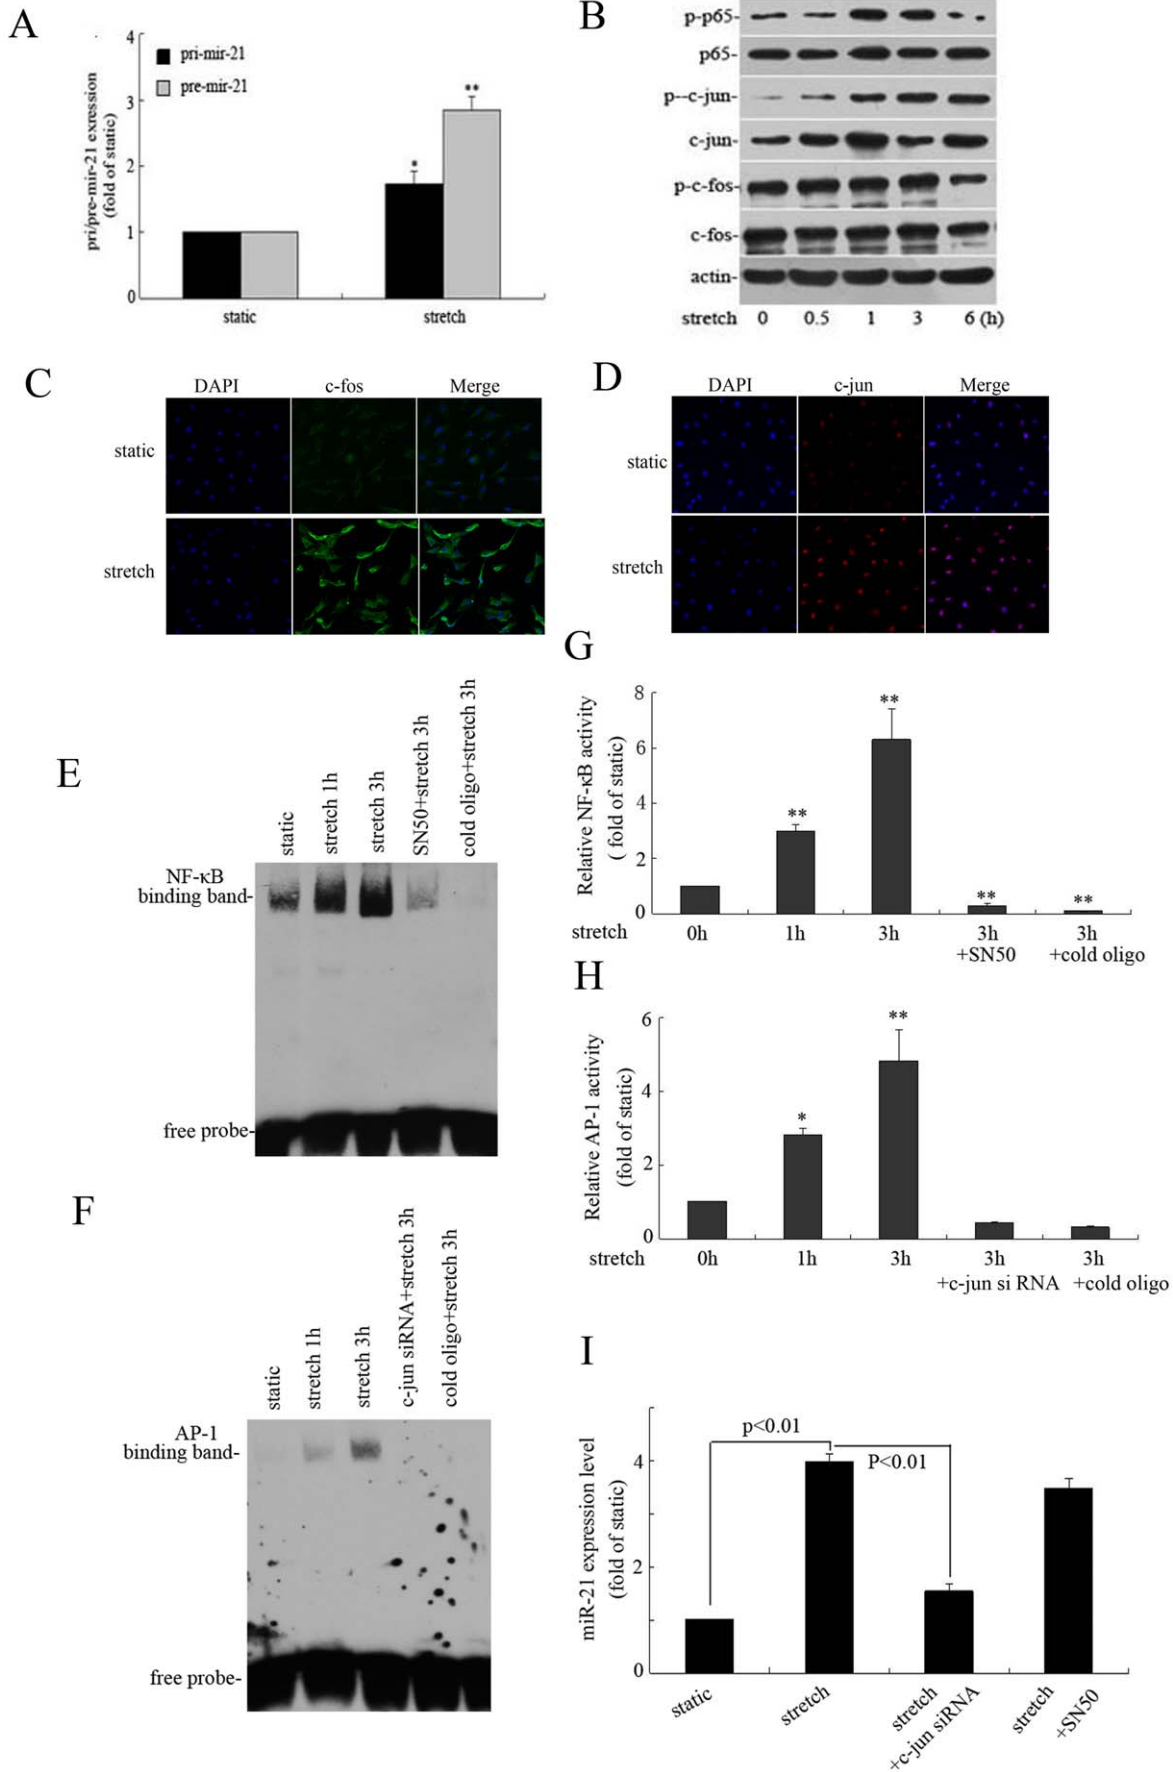 A
4
3
2
1
0
pri-mir-21
pre-mir-21
pri/pre-mir-21 exression
(fold of static)
*
**
static
stretch
B
p-p65-
p65-
p--c-jun-
c-jun-
p-c-fos-
c-fos-
actin-
stretch 0 0.5 1 3 6 (h)
C
DAPI c-fos Merge
static
stretch
D
DAPI c-jun Merge
static
stretch
E
static
stretch 1h
stretch 3h
SN50+stretch 3h
cold oligo+stretch 3h
NF-κB
binding band-
free probe-
F
static
stretch 1h
stretch 3h
c-jun siRNA+stretch 3h
cold oligo+stretch 3h
AP-1
binding band-
free probe-
G
Relative NF-κB activity
( fold of static)
8
6
4
2
0
**
**
**
**
stretch 0h 1h 3h 3h 3h
+SN50 +cold oligo
H
Relative AP-1 activity
(fold of static)
6
4
2
0
*
**
stretch 0h 1h 3h 3h 3h
+c-jun si RNA +cold oligo
I
miR-21 expression level
(fold of static)
4
2
0
p<0.01
P<0.01
static
stretch
stretch
+c-jun siRNA
stretch
+SN50